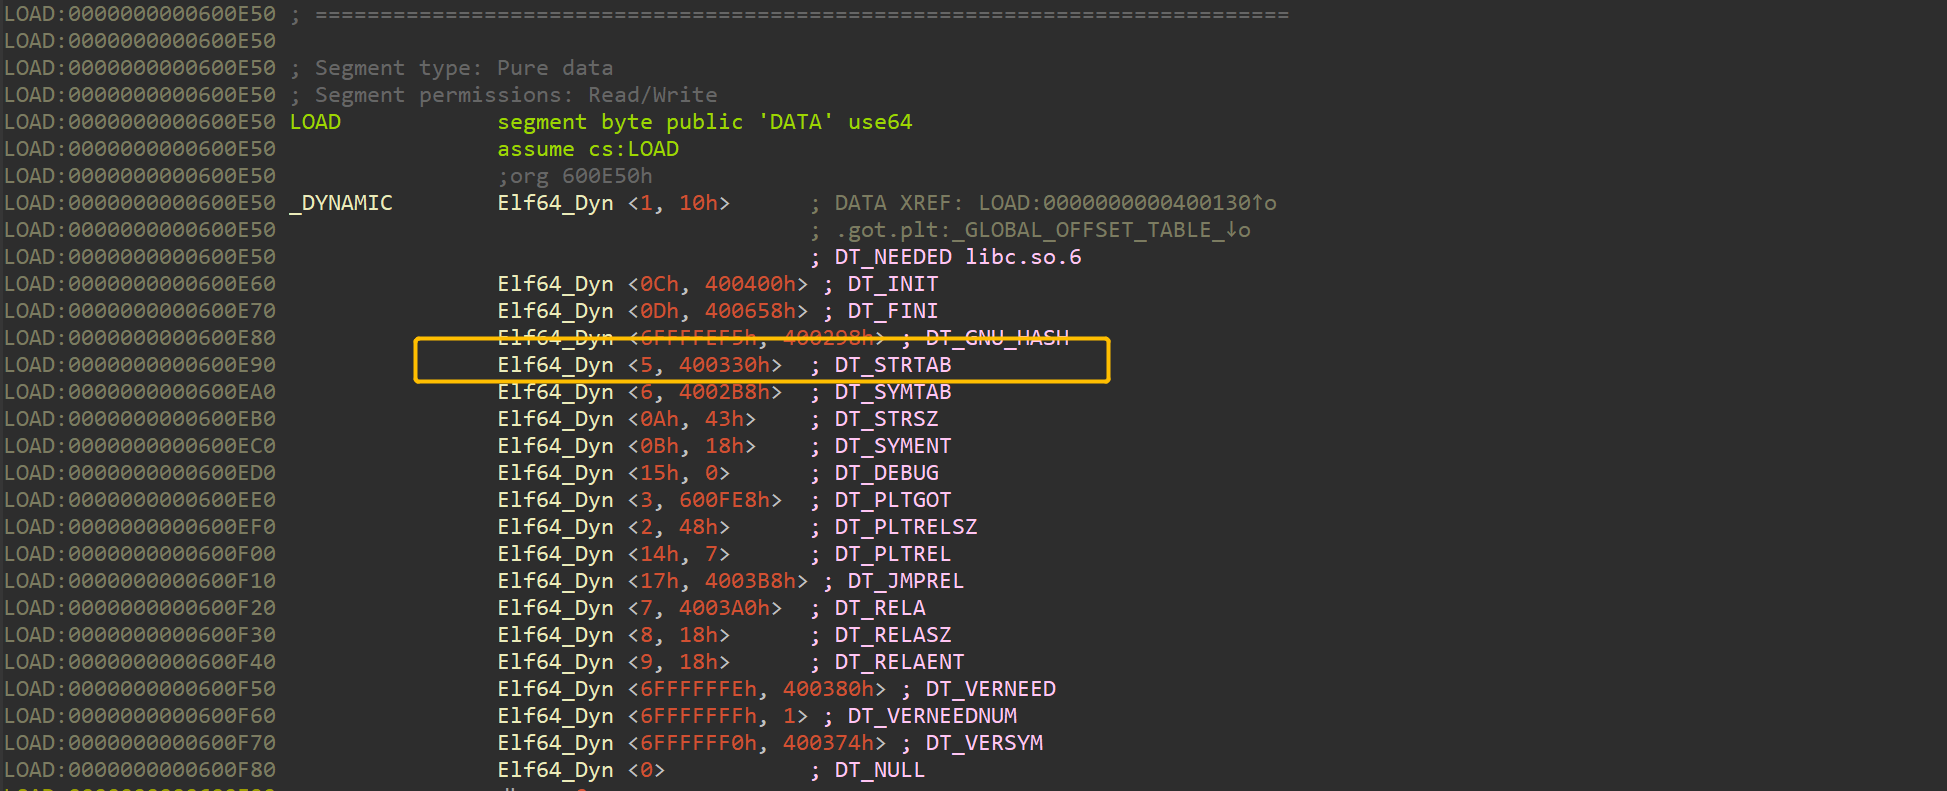 LOAD:0000000000600E50 ; ===========================================================================
LOAD:0000000000600E50
LOAD:0000000000600E50 ; Segment type: Pure data
LOAD:0000000000600E50 ; Segment permissions: Read/Write
LOAD:0000000000600E50 LOAD segment byte public 'DATA' use64
LOAD:0000000000600E50 assume cs:LOAD
LOAD:0000000000600E50 ;org 600E50h
LOAD:0000000000600E50 _DYNAMIC Elf64_Dyn <1, 10h> ; DATA XREF: LOAD:0000000000400130↑o
LOAD:0000000000600E50 ; .got.plt:_GLOBAL_OFFSET_TABLE_↓o
LOAD:0000000000600E50 ; DT_NEEDED libc.so.6
LOAD:0000000000600E60 Elf64_Dyn <0Ch, 400400h> ; DT_INIT
LOAD:0000000000600E70 Elf64_Dyn <0Dh, 400658h> ; DT_FINI
LOAD:0000000000600E80 Elf64_Dyn <6FFFFEF5h, 400298h> ; DT_GNU_HASH
LOAD:0000000000600E90 Elf64_Dyn <5, 400330h> ; DT_STRTAB
LOAD:0000000000600EA0 Elf64_Dyn <6, 4002B8h> ; DT_SYMTAB
LOAD:0000000000600EB0 Elf64_Dyn <0Ah, 43h> ; DT_STRSZ
LOAD:0000000000600EC0 Elf64_Dyn <0Bh, 18h> ; DT_SYMENT
LOAD:0000000000600ED0 Elf64_Dyn <15h, 0> ; DT_DEBUG
LOAD:0000000000600EE0 Elf64_Dyn <3, 600FE8h> ; DT_PLTGOT
LOAD:0000000000600EF0 Elf64_Dyn <2, 48h> ; DT_PLTRELSZ
LOAD:0000000000600F00 Elf64_Dyn <14h, 7> ; DT_PLTREL
LOAD:0000000000600F10 Elf64_Dyn <17h, 4003B8h> ; DT_JMPREL
LOAD:0000000000600F20 Elf64_Dyn <7, 4003A0h> ; DT_RELA
LOAD:0000000000600F30 Elf64_Dyn <8, 18h> ; DT_RELASZ
LOAD:0000000000600F40 Elf64_Dyn <9, 18h> ; DT_RELAENT
LOAD:0000000000600F50 Elf64_Dyn <6FFFFFFEh, 400380h> ; DT_VERNEED
LOAD:0000000000600F60 Elf64_Dyn <6FFFFFFFh, 1> ; DT_VERNEEDNUM
LOAD:0000000000600F70 Elf64_Dyn <6FFFFFF0h, 400374h> ; DT_VERSYM
LOAD:0000000000600F80 Elf64_Dyn <0> ; DT_NULL